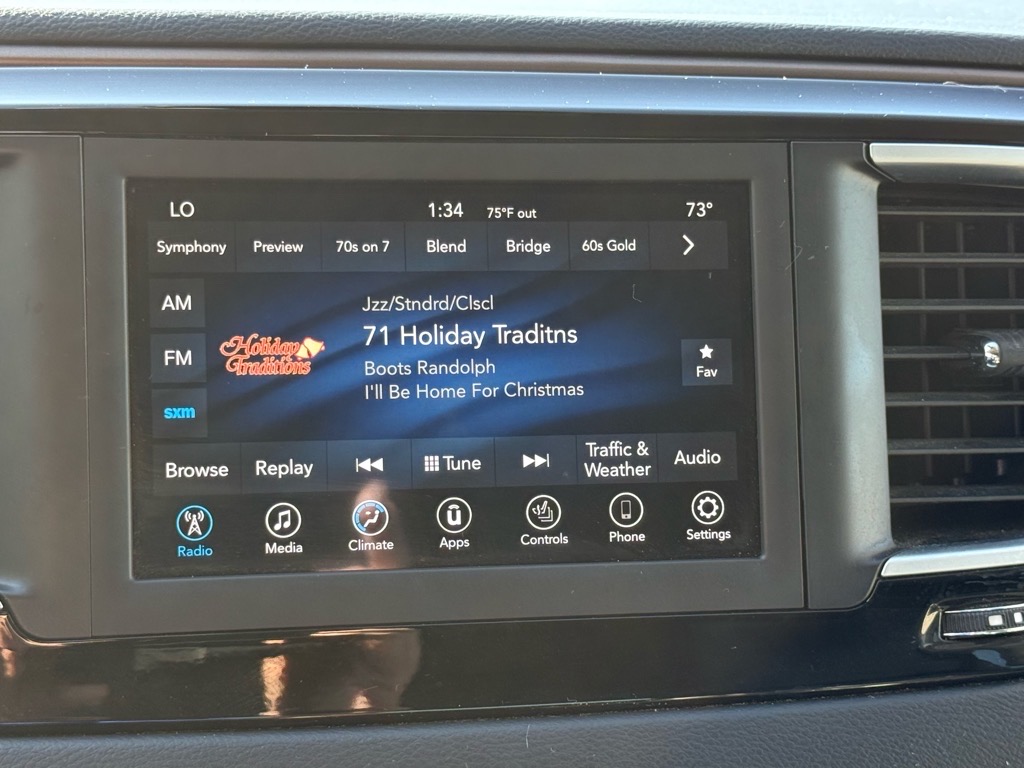 LO 1:34 75°F out 73°
Symphony Preview 70s on 7 Blend Bridge 60s Gold
AM
Jzz/Stndrd/Clscl
71 Holiday Traditns
Holiday
Traditions
FM
Boots Randolph
I'll Be Home For Christmas
Fav
sxm
Browse Replay Tune Traffic &
Weather Audio
Radio Media Climate Apps Controls Phone Settings